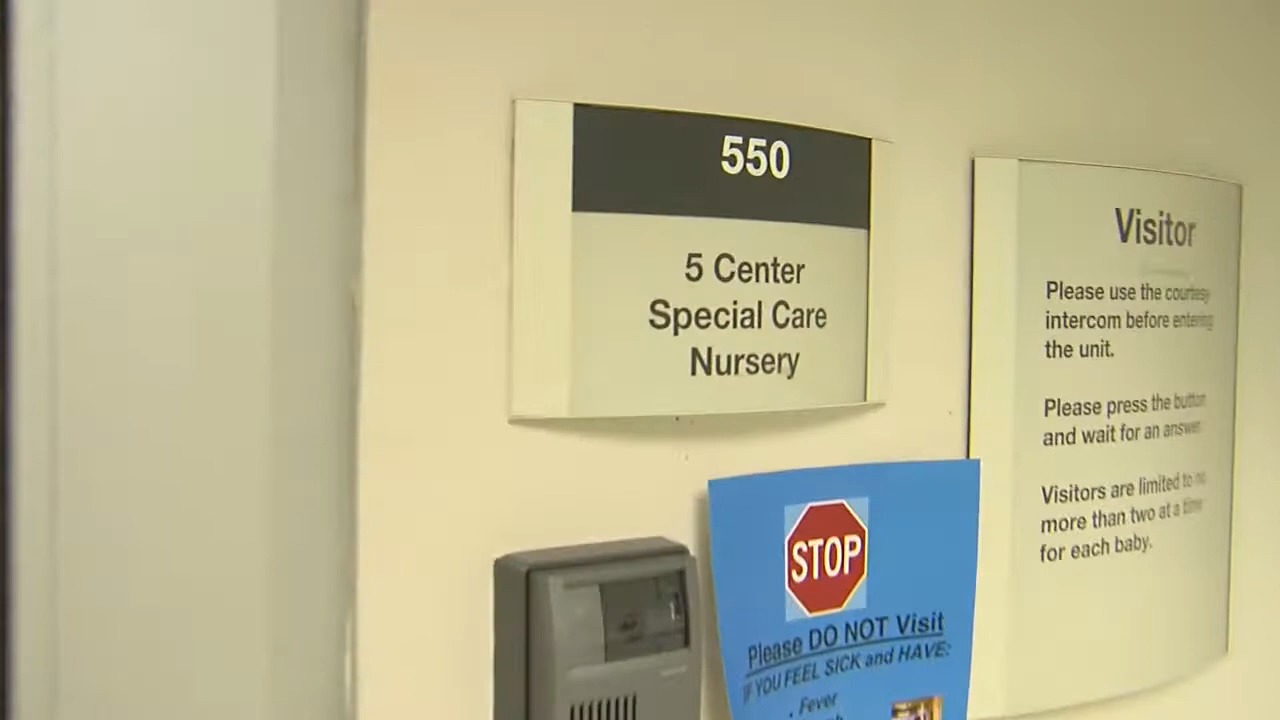 550
5 Center
Special Care
Nursery
Visitor
Please use the courtesy
intercom before entering
the unit.
Please press the button
and wait for an answer.
Visitors are limited to no
more than two at a time
for each baby.
STOP
Please DO NOT Visit
IF YOU FEEL SICK and HAVE:
. Fever